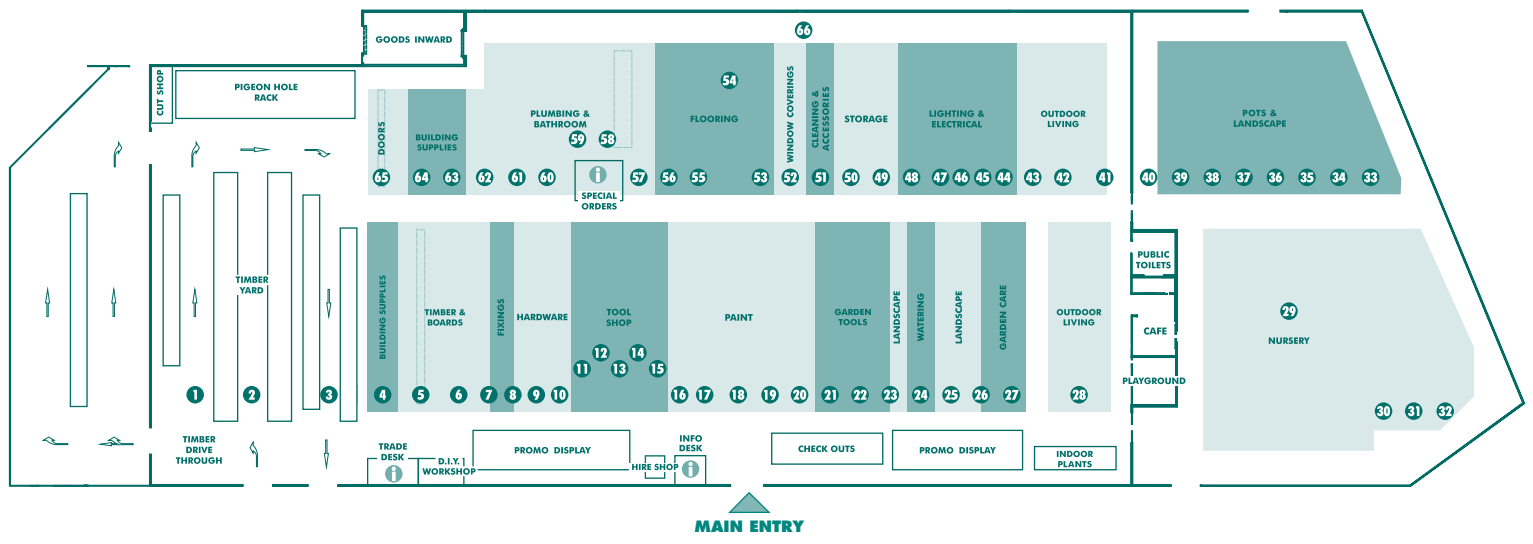 GOODS INWARD
66
CUT SHOP
PIGEON HOLE
RACK
DOORS
BUILDING
SUPPLIES
PLUMBING &
BATHROOM
59
58
54
FLOORING
WINDOW COVERINGS
CLEANING &
ACCESSORIES
STORAGE
LIGHTING &
ELECTRICAL
OUTDOOR
LIVING
POTS &
LANDSCAPE
65
64
63
62
61
60
i
57
56
55
53
52
51
50
49
48
47
46
45
44
43
42
41
40
39
38
37
36
35
34
33
SPECIAL
ORDERS
TIMBER
YARD
BUILDING SUPPLIES
TIMBER &
BOARDS
FIXINGS
HARDWARE
TOOL
SHOP
PAINT
GARDEN
TOOLS
LANDSCAPE
WATERING
LANDSCAPE
GARDEN CARE
OUTDOOR
LIVING
PUBLIC
TOILETS
CAFE
PLAYGROUND
29
NURSERY
11
12
13
14
15
1
2
3
4
5
6
7
8
9
10
16
17
18
19
20
21
22
23
24
25
26
27
28
30
31
32
TIMBER
DRIVE
THROUGH
TRADE
DESK
i
D.I.Y.
WORKSHOP
PROMO DISPLAY
HIRE SHOP
INFO
DESK
i
CHECK OUTS
PROMO DISPLAY
INDOOR
PLANTS
MAIN ENTRY